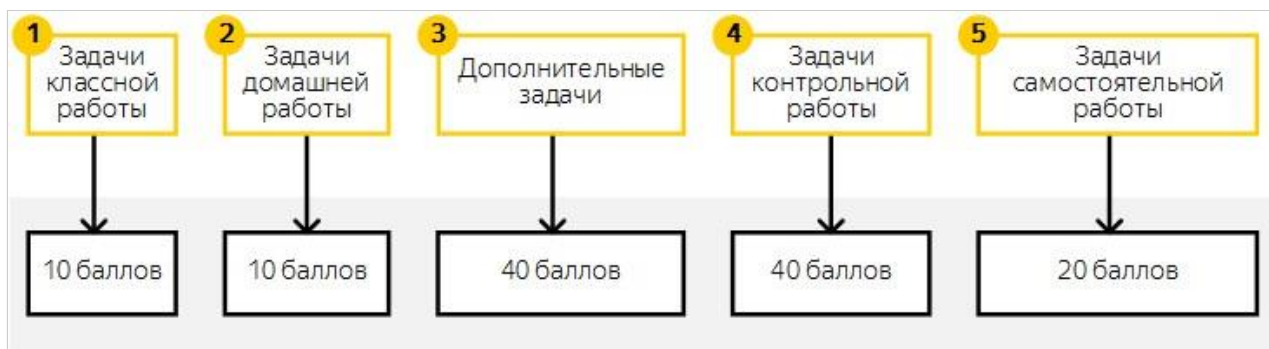 1
Задачи
классной
работы
2
Задачи
домашней
работы
3
Дополнительные
задачи
4
Задачи
контрольной
работы
5
Задачи
самостоятельной
работы
10 баллов
10 баллов
40 баллов
40 баллов
20 баллов